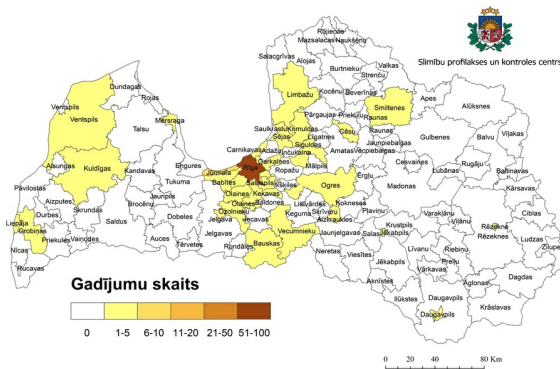 Slimību profilakses un kontroles centrs
Rūjienas
Mazsalacas Naukšēnu
Salacgrīvas Alojas
Burtnieku Valkas
Strenču
Dundagas
Rojas
Limbažu
Kocēnu Beverīnas
Smiltenes
Apes
Alūksnes
Ventspils
Mērsraga
Ventspils
Talsu
Pārgaujas Priekuļu
Raunas
Saulkrastu Krimuldas
Cēsu
Raunas
Gulbenes
Balvu
Viļakas
Sējas
Līgatnes
Jaunpiebalgas
Carnikavas Ādažu Siguldas
Inčukalna
Amatas Vecpiebalgas
Alsungas
Kuldīgas
Kandavas
Engures
Jūrmala
Rīga
Garkalnes
Ropažu
Mālpils
Cesvaines
Rugāju
Lubānas
Baltinavas
Pāvilostas
Tukuma
Babītes
Salaspils
Ikšķiles
Ogres
Ērgļu
Madonas
Kārsavas
Aizputes
Skrundas
Brocēnu
Jaunpils
Olaines
Ķekavas
Baldones
Lielvārdes
Kokneses
Durbes
Saldus
Dobeles
Ozolnieku
Ķeguma
Skrīveru
Pļaviņu
Varakļānu
Viļānu
Ciblas
Liepāja
Grobiņas
Jelgava
Iecavas
Vecumnieku
Aizkraukles
Krustpils
Rēzekne
Rēzeknes
Ludzas
Zilupes
Nīcas
Priekules
Vaiņodes
Auces
Tērvetes
Jelgavas
Rundāles
Bauskas
Jaunjelgavas
Salas
Jēkabpils
Līvānu
Riebiņu
Rucavas
Neretas
Viesītes
Jēkabpils
Preiļu
Vārkavas
Dagdas
Aknīstes
Aglonas
Ilūkstes
Daugavpils
Krāslavas
Daugavpils
Gadījumu skaits
0 1-5 6-10 11-20 21-50 51-100
0 20 40 80 Km